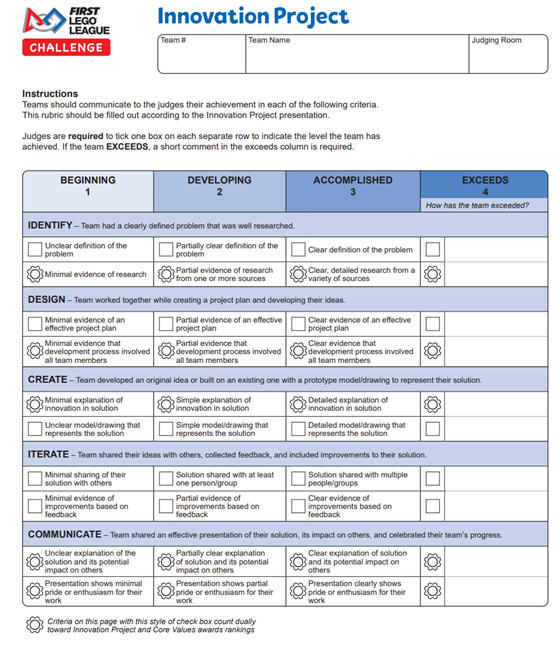 FIRST
LEGO
LEAGUE
CHALLENGE
Innovation Project
Team #
Team Name
Judging Room
Instructions
Teams should communicate to the judges their achievement in each of the following criteria.
This rubric should be filled out according to the Innovation Project presentation.
Judges are required to tick one box on each separate row to indicate the level the team has
achieved. If the team EXCEEDS, a short comment in the exceeds column is required.
BEGINNING
1
DEVELOPING
2
ACCOMPLISHED
3
EXCEEDS
4
How has the team exceeded?
IDENTIFY – Team had a clearly defined problem that was well researched.
Unclear definition of the
problem
Partially clear definition of the
problem
Clear definition of the problem
Minimal evidence of research
Partial evidence of research
from one or more sources
Clear, detailed research from a
variety of sources
DESIGN – Team worked together while creating a project plan and developing their ideas.
Minimal evidence of an
effective project plan
Partial evidence of an effective
project plan
Clear evidence of an effective
project plan
Minimal evidence that
development process involved
all team members
Partial evidence that
development process involved
all team members
Clear evidence that
development process involved
all team members
CREATE – Team developed an original idea or built on an existing one with a prototype model/drawing to represent their solution.
Minimal explanation of
innovation in solution
Simple explanation of
innovation in solution
Detailed explanation of
innovation in solution
Unclear model/drawing that
represents the solution
Simple model/drawing that
represents the solution
Detailed model/drawing that
represents the solution
ITERATE – Team shared their ideas with others, collected feedback, and included improvements to their solution.
Minimal sharing of their
solution with others
Solution shared with at least
one person/group
Solution shared with multiple
people/groups
Minimal evidence of
improvements based on
feedback
Partial evidence of
improvements based on
feedback
Clear evidence of
improvements based on
feedback
COMMUNICATE – Team shared an effective presentation of their solution, its impact on others, and celebrated their team's progress.
Unclear explanation of the
solution and its potential
impact on others
Partially clear explanation
of solution and its potential
impact on others
Clear explanation of solution
and its potential impact on
others
Presentation shows minimal
pride or enthusiasm for their
work
Presentation shows partial
pride or enthusiasm for their
work
Presentation clearly shows
pride or enthusiasm for their
work
Criteria on this page with this style of check box count dually
toward Innovation Project and Core Values awards rankings